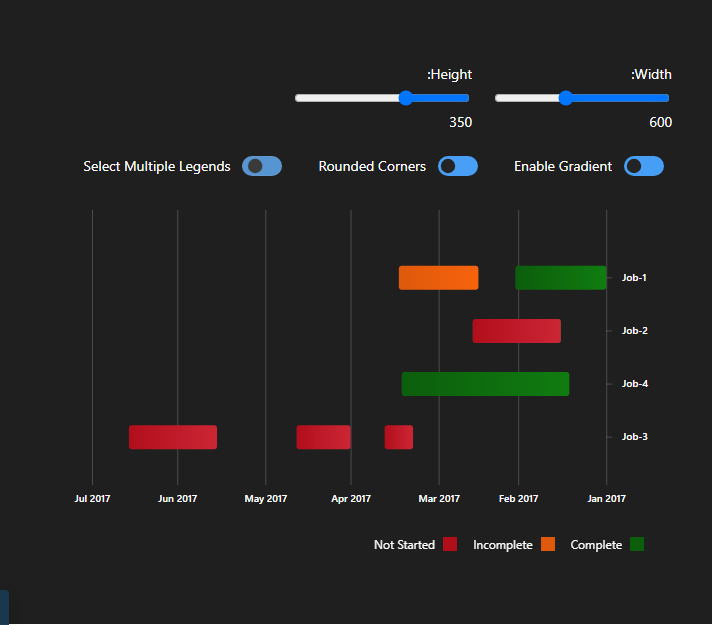 :Height
:Width
350
600
Select Multiple Legends
Rounded Corners
Enable Gradient
Job-1
Job-2
Job-4
Job-3
Jul 2017
Jun 2017
May 2017
Apr 2017
Mar 2017
Feb 2017
Jan 2017
Not Started
Incomplete
Complete